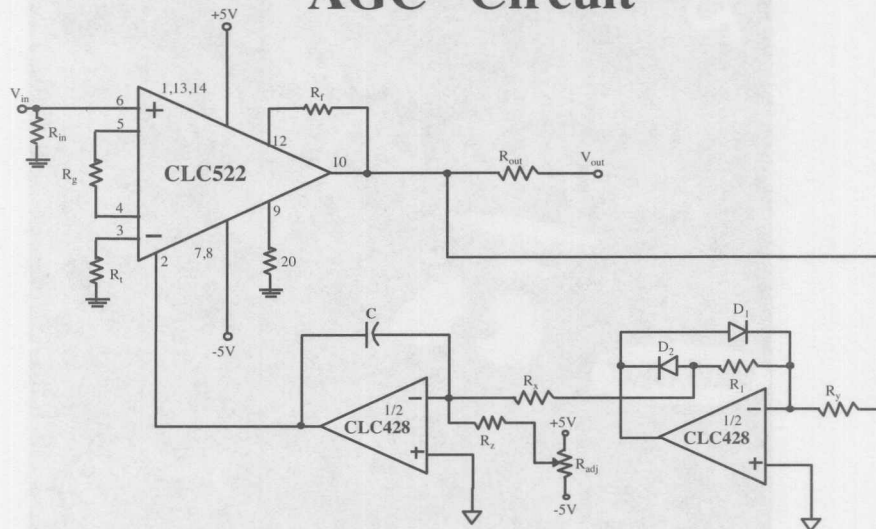 AGC Circuit
+5V
1,13,14
V_in
6
+
R_in
5
R_g
4
3
−
R_t
2
CLC522
7,8
-5V
12
R_f
10
9
20
R_out
V_out
C
−
1/2
CLC428
+
R_x
R_z
+5V
R_adj
-5V
D_1
D_2
R_1
−
1/2
CLC428
+
R_y